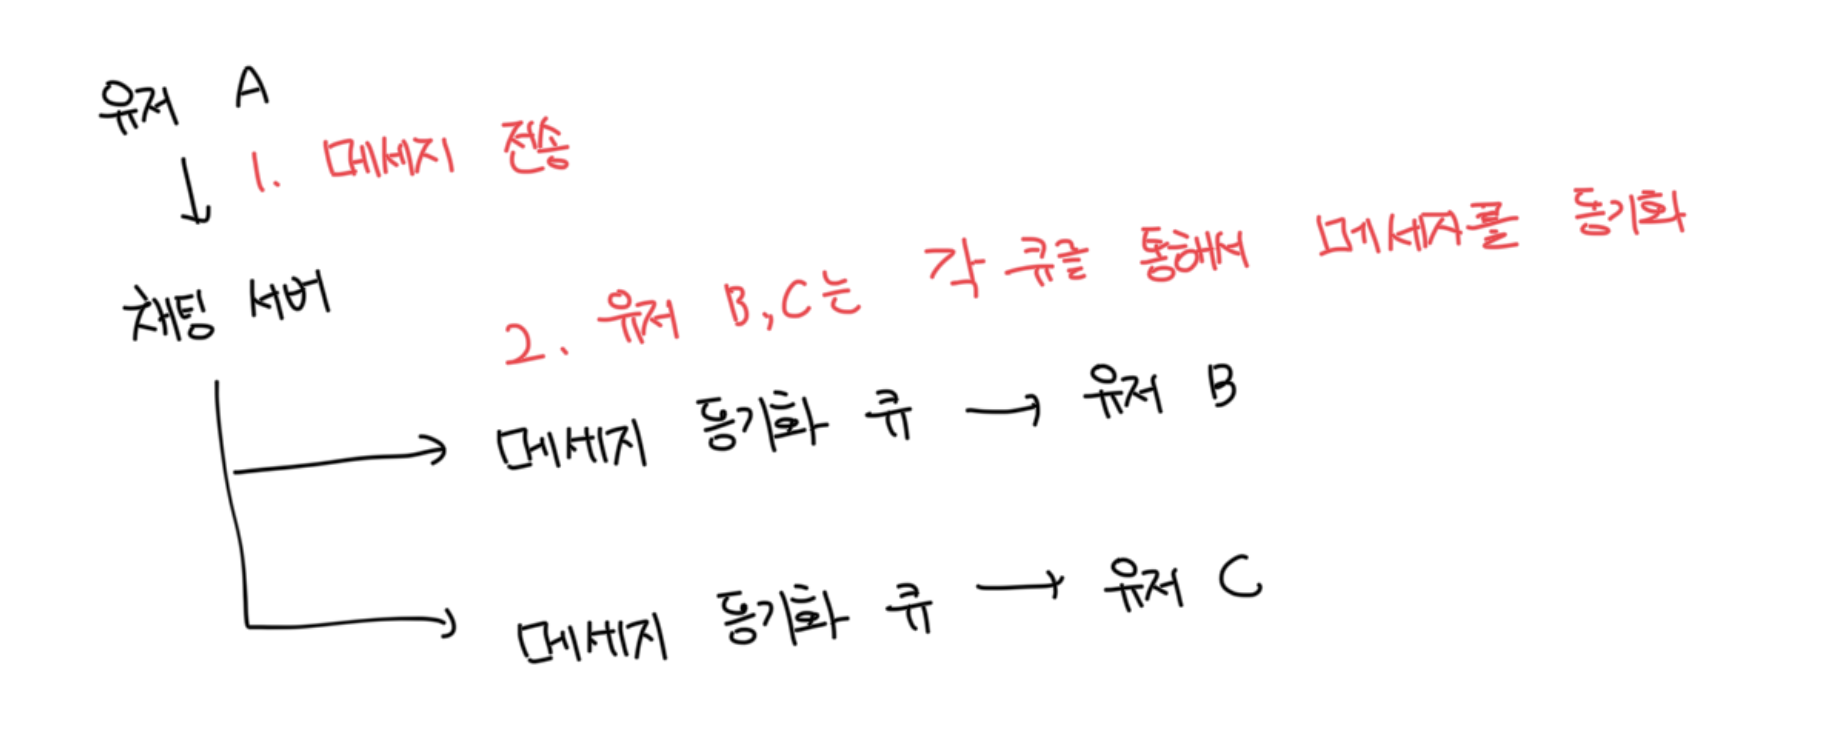 유저 A
1. 메세지 전송
채팅 서버
2. 유저 B,C는 각 큐를 통해서 메세지를 동기화
메세지 동기화 큐 → 유저 B
메세지 동기화 큐 → 유저 C